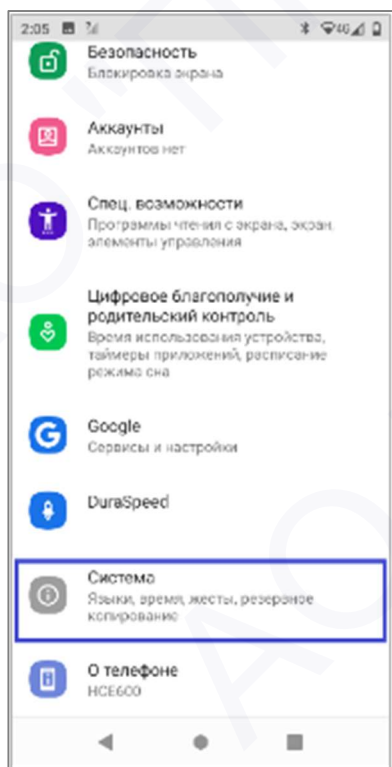 2:05
4G
Безопасность
Блокировка экрана
Аккаунты
Аккаунтов нет
Спец. возможности
Программы чтения с экрана, экран,
элементы управления
Цифровое благополучие и
родительский контроль
Время использования устройства,
таймеры приложений, расписание
режима сна
Google
Сервисы и настройки
DuraSpeed
Система
Языки, время, жесты, резервное
копирование
О телефоне
HCE600